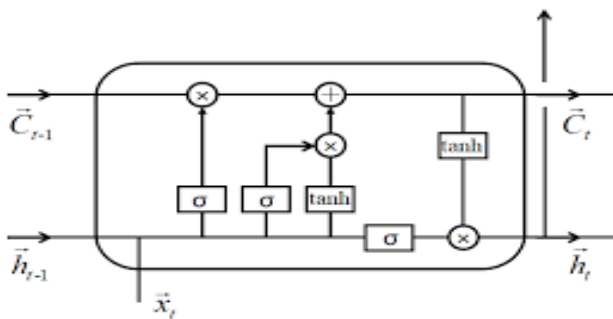 × +
C⃗ₜ₋₁ × C⃗ₜ
tanh
σ σ tanh
σ ×
h⃗ₜ₋₁ h⃗ₜ
x⃗ₜ